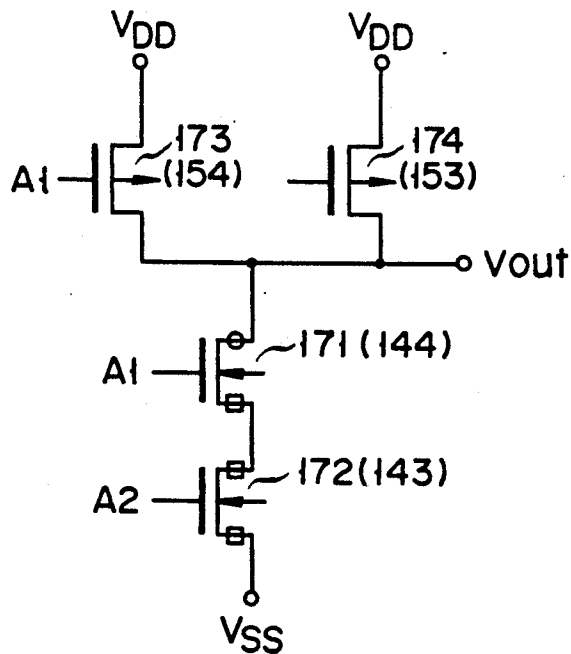 VDD VDD
173 174
A1 (154) (153)
Vout
A1 171 (144)
A2 172 (143)
VSS